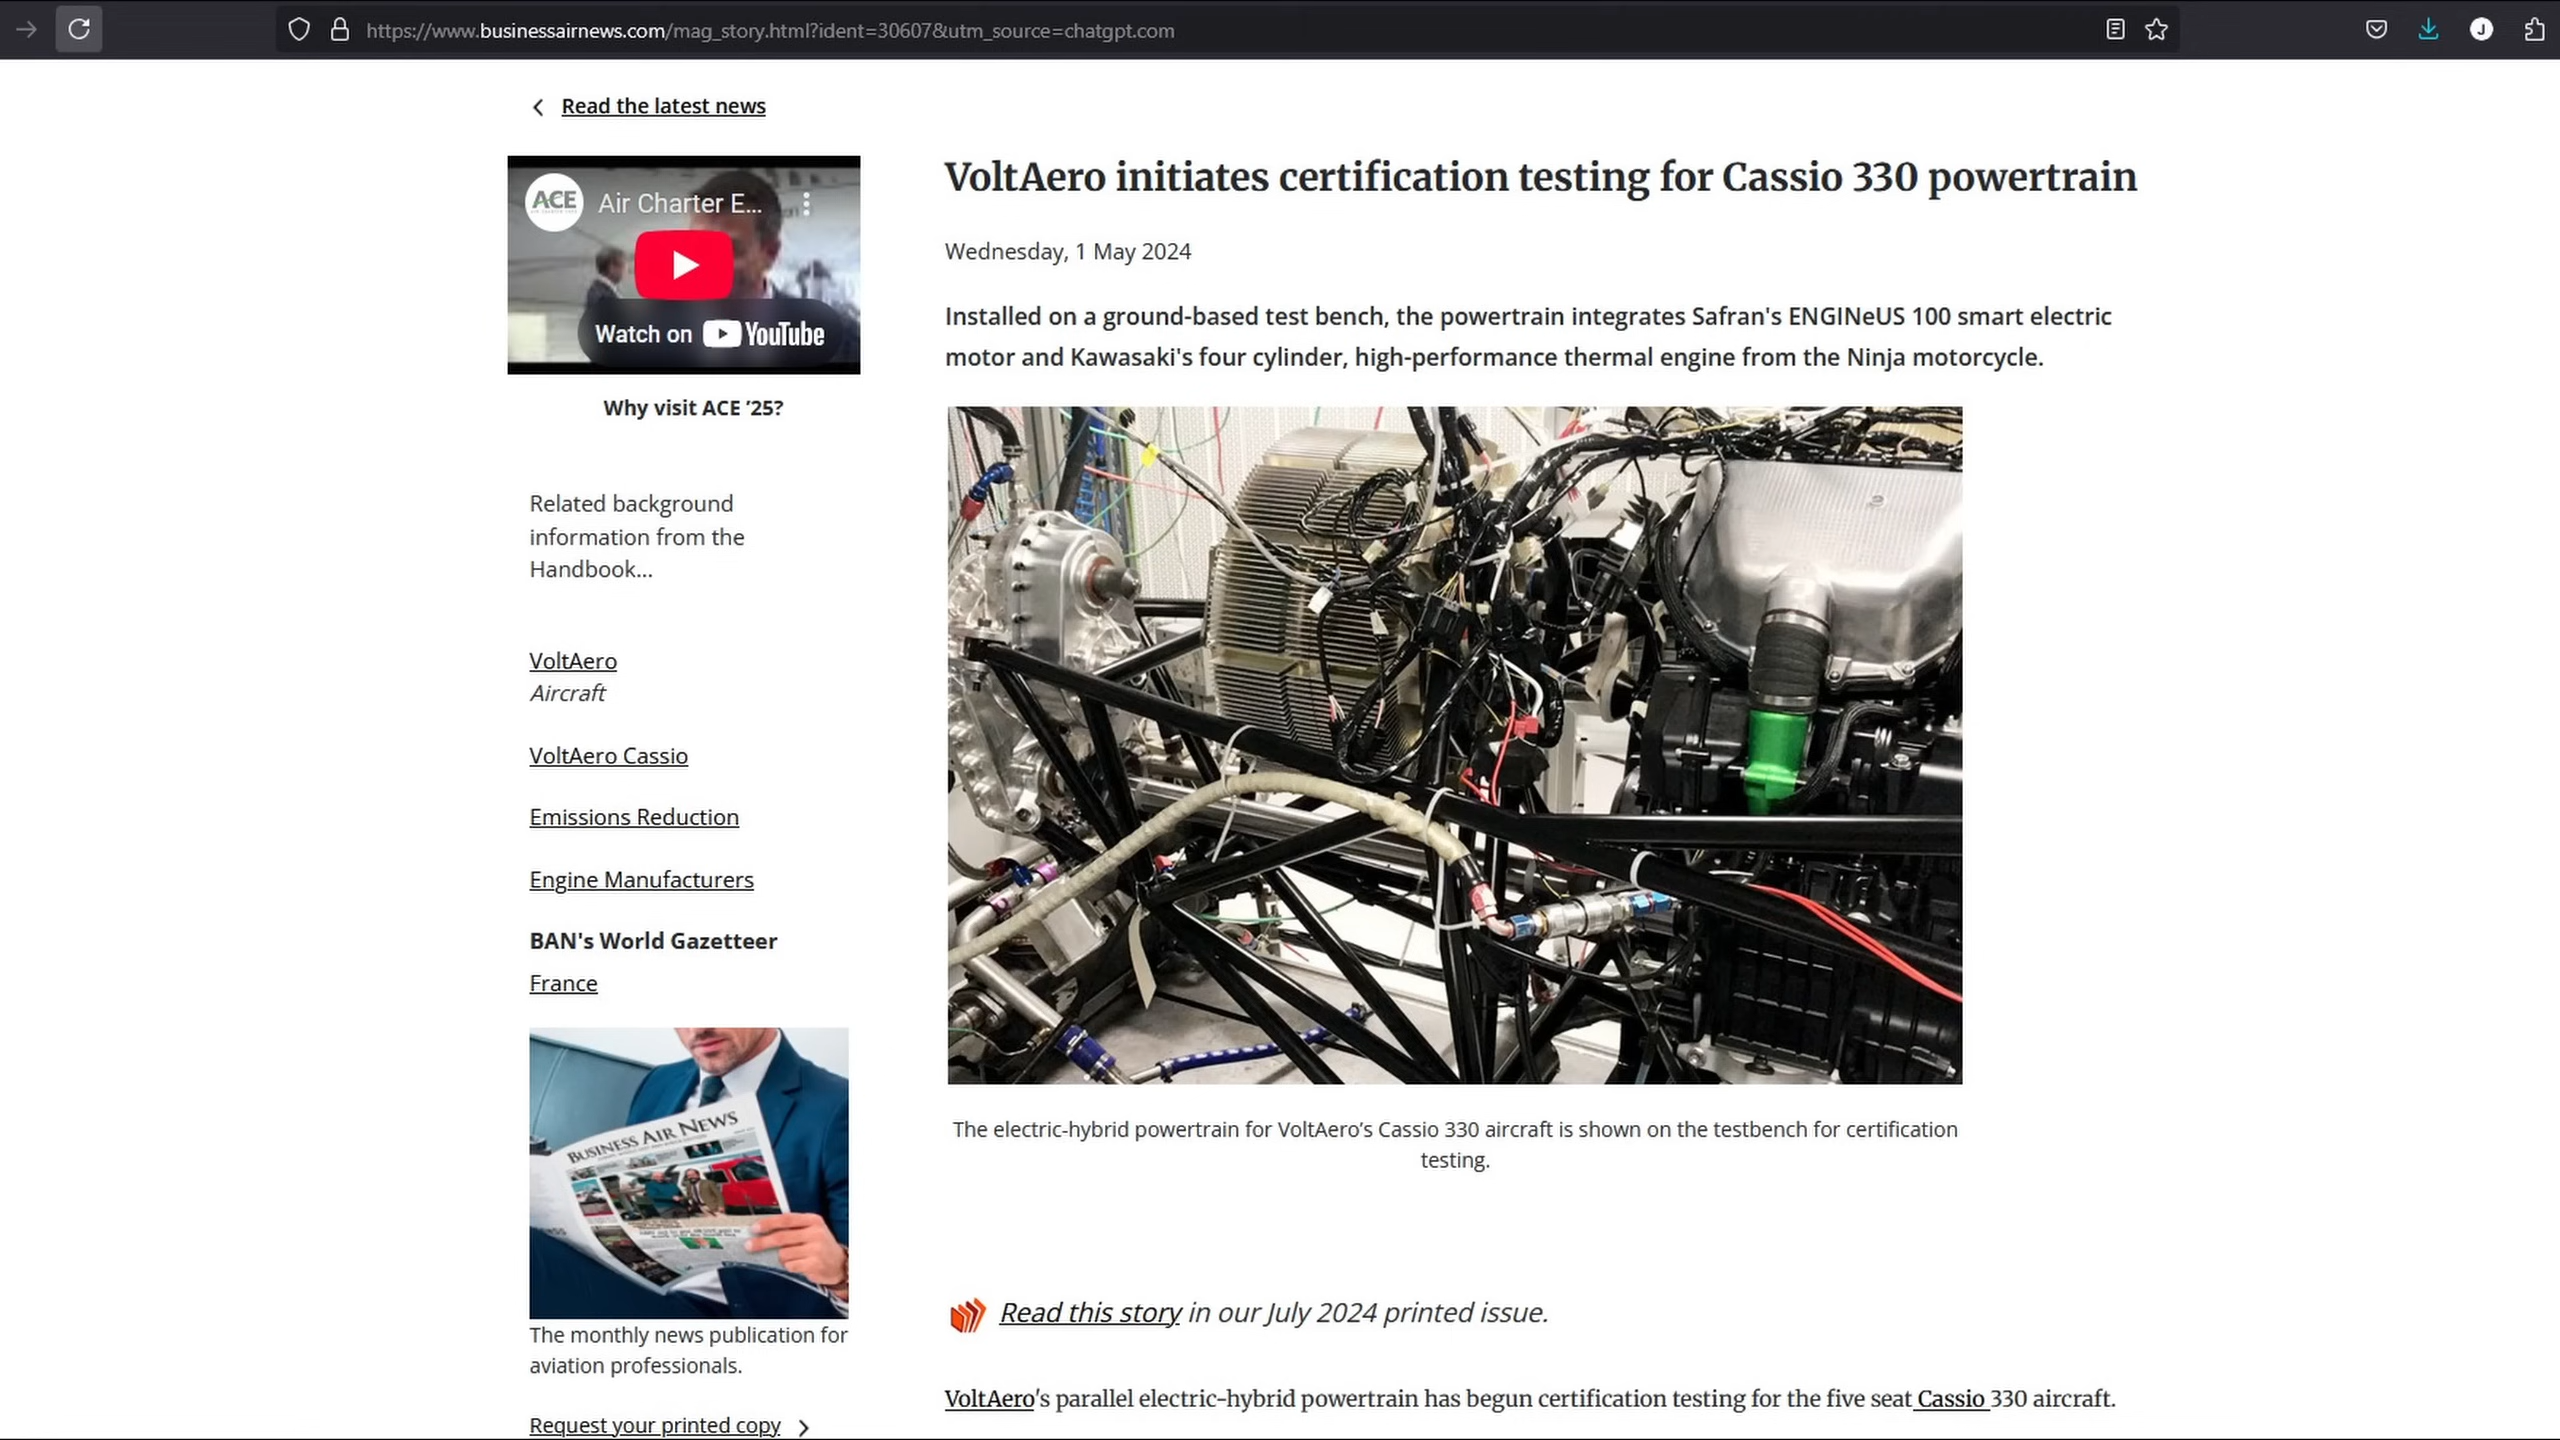 https://www.businessairnews.com/mag_story.html?ident=30607&utm_source=chatgpt.com
J
Read the latest news
ACE
Air Charter E...
Watch on YouTube
Why visit ACE ’25?
Related background
information from the
Handbook...
VoltAero
Aircraft
VoltAero Cassio
Emissions Reduction
Engine Manufacturers
BAN's World Gazetteer
France
BUSINESS AIR NEWS
The monthly news publication for
aviation professionals.
Request your printed copy
VoltAero initiates certification testing for Cassio 330 powertrain
Wednesday, 1 May 2024
Installed on a ground-based test bench, the powertrain integrates Safran's ENGINeUS 100 smart electric
motor and Kawasaki's four cylinder, high-performance thermal engine from the Ninja motorcycle.
The electric-hybrid powertrain for VoltAero’s Cassio 330 aircraft is shown on the testbench for certification
testing.
Read this story in our July 2024 printed issue.
VoltAero's parallel electric-hybrid powertrain has begun certification testing for the five seat Cassio 330 aircraft.